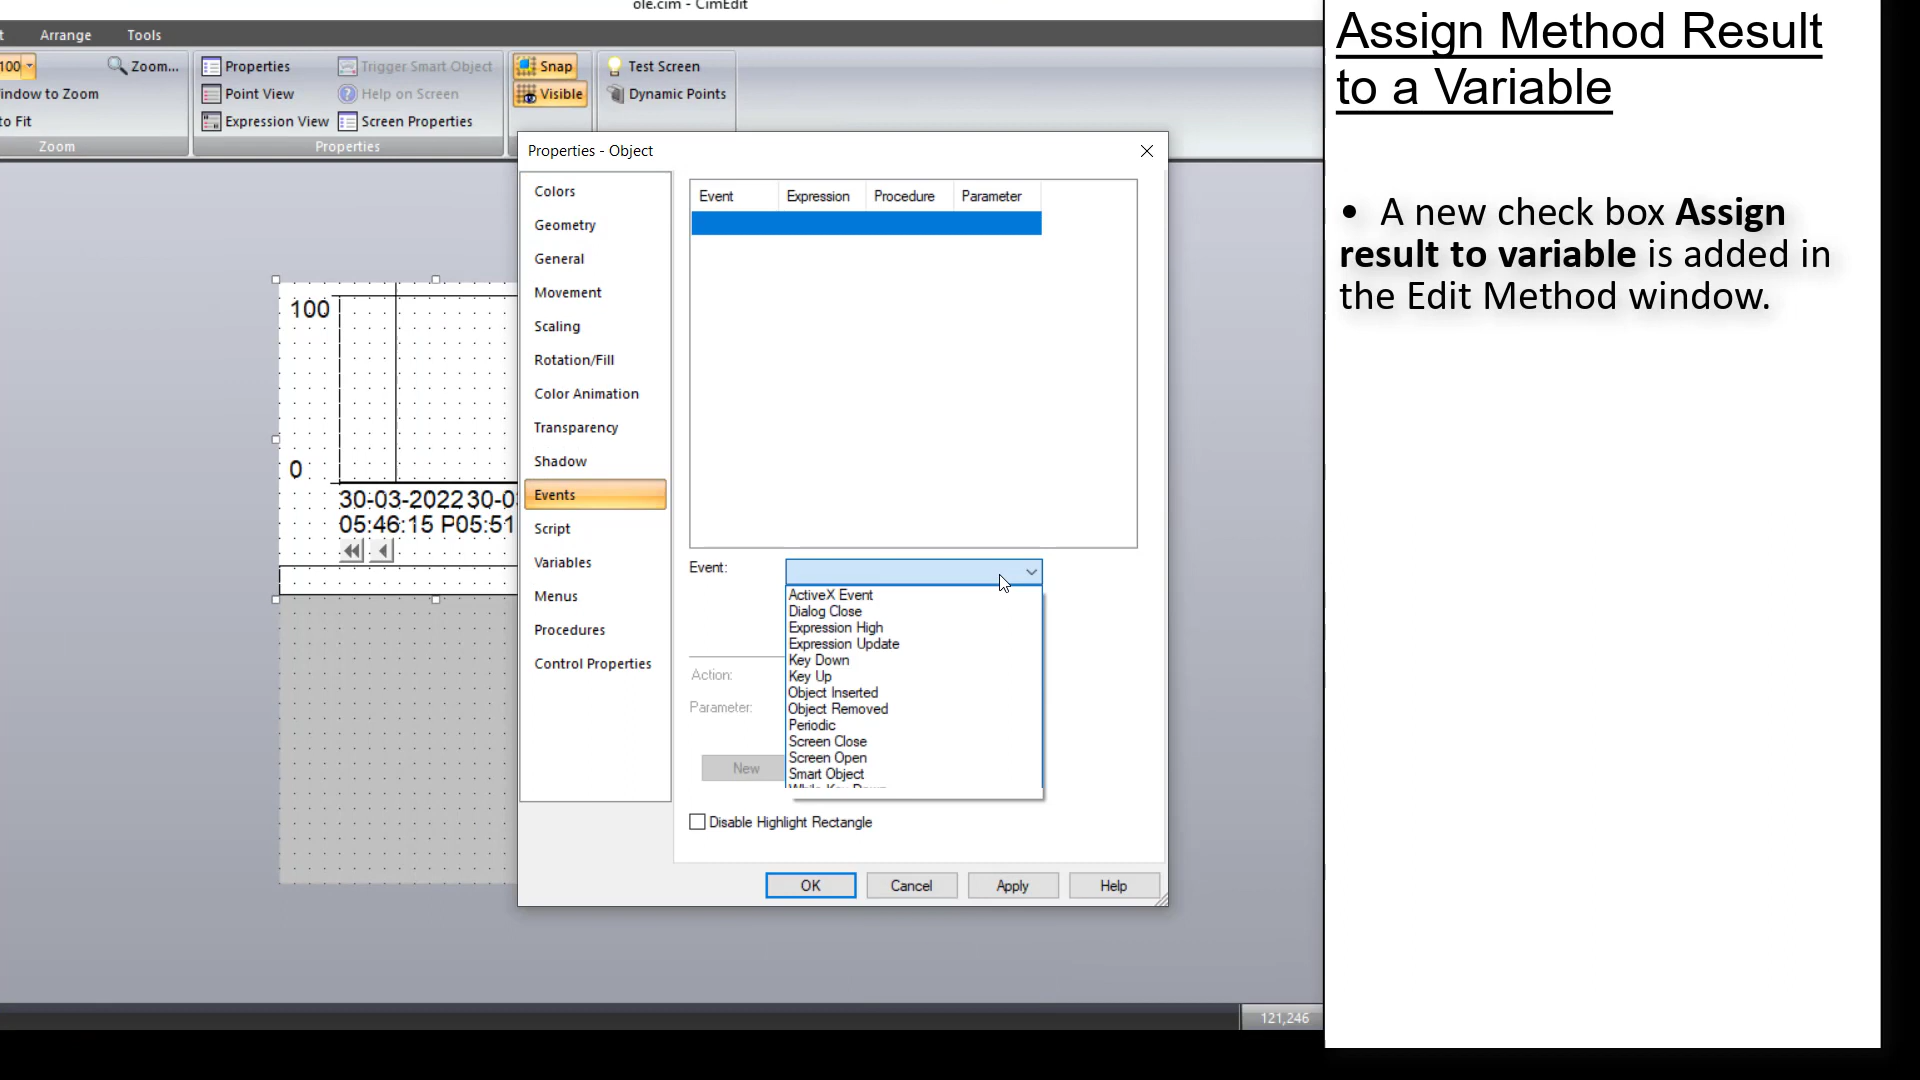 ole.cim - CimEdit
t Arrange Tools
100 Zoom... Properties Trigger Smart Object Snap Test Screen
indow to Zoom Point View Help on Screen Visible Dynamic Points
to Fit Expression View Screen Properties
Zoom Properties
Properties - Object
Colors
Geometry
General
Movement
Scaling
Rotation/Fill
Color Animation
Transparency
Shadow
Events
Script
Variables
Menus
Procedures
Control Properties
Event Expression Procedure Parameter
Event:
ActiveX Event
Dialog Close
Expression High
Expression Update
Key Down
Key Up
Object Inserted
Object Removed
Periodic
Screen Close
Screen Open
Smart Object
Action:
Parameter:
New
Disable Highlight Rectangle
OK Cancel Apply Help
100
0
30-03-2022 30-0
05:46:15 P05:51
121,246
Assign Method Result
to a Variable
• A new check box Assign
result to variable is added in
the Edit Method window.